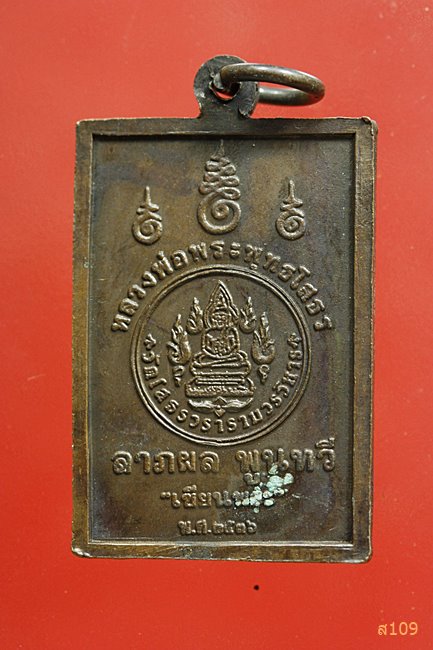 หลวงพ่อพระพุทธโสธร
วัดโสธรวรารามวรวิหาร
ลาภผล พูนทวี
"เซียนพระ"
พ.ศ.๒๕๓๖
ส109